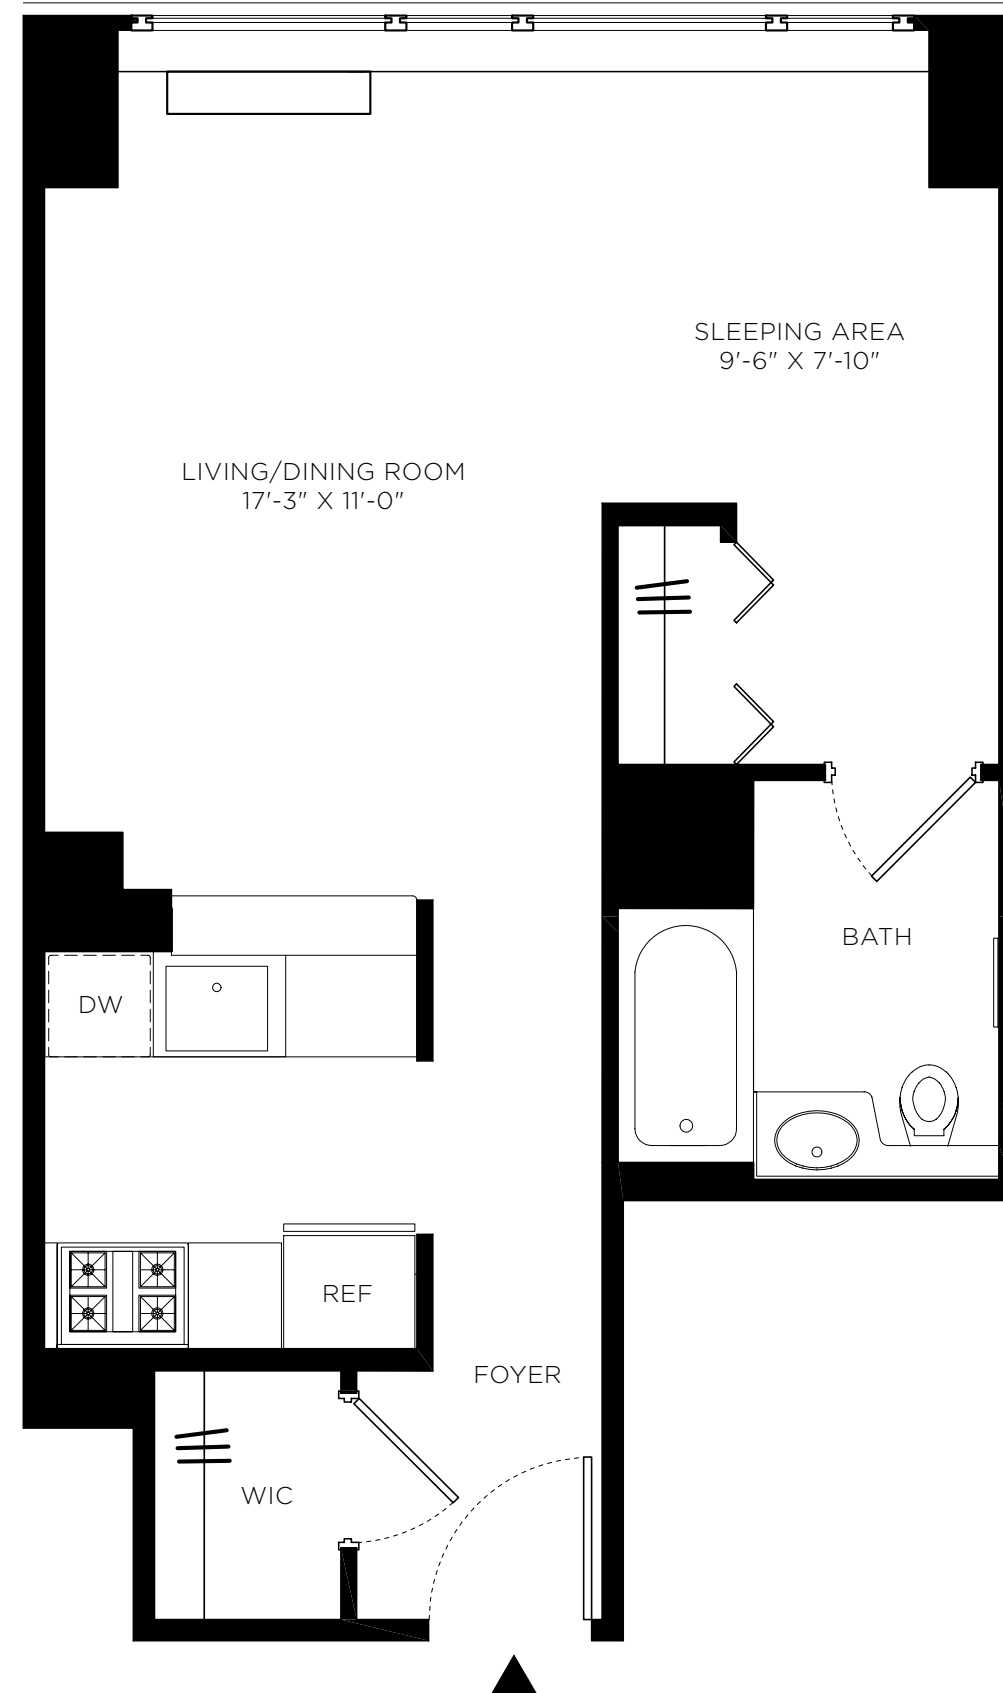 SLEEPING AREA
9'-6" X 7'-10"
LIVING/DINING ROOM
17'-3" X 11'-0"
BATH
DW
REF
FOYER
WIC